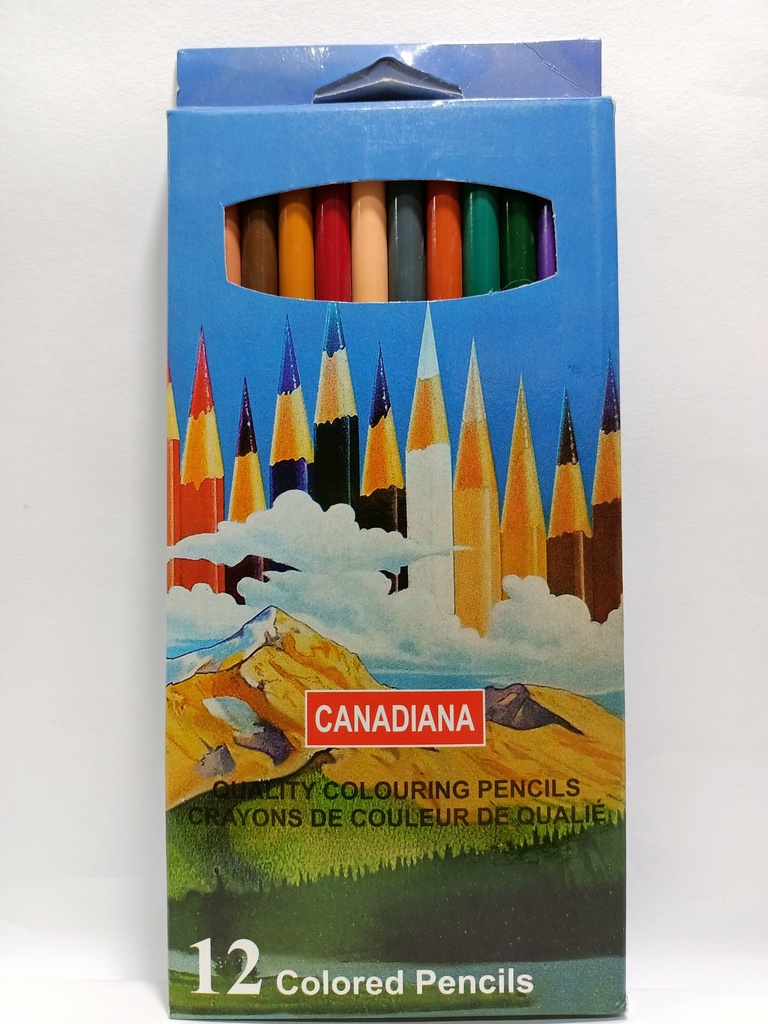 CANADIANA
QUALITY COLOURING PENCILS
CRAYONS DE COULEUR DE QUALIÉ
12 Colored Pencils